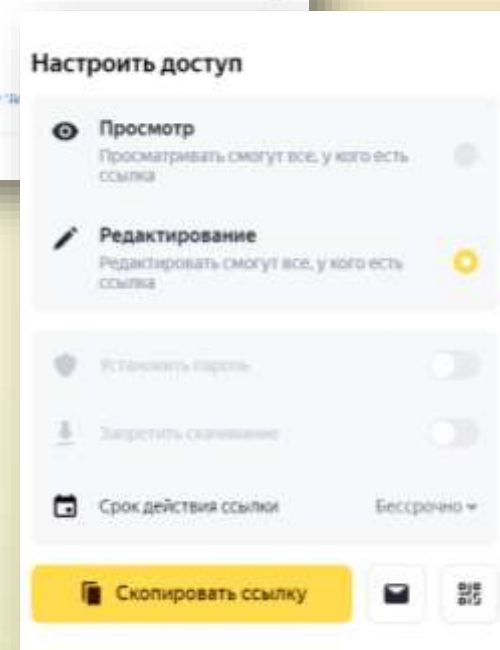 Настроить доступ
Просмотр
Просматривать смогут все, у кого есть
ссылка
Редактирование
Редактировать смогут все, у кого есть
ссылка
Установить пароль
Запретить скачивание
Срок действия ссылки
Бессрочно
Скопировать ссылку